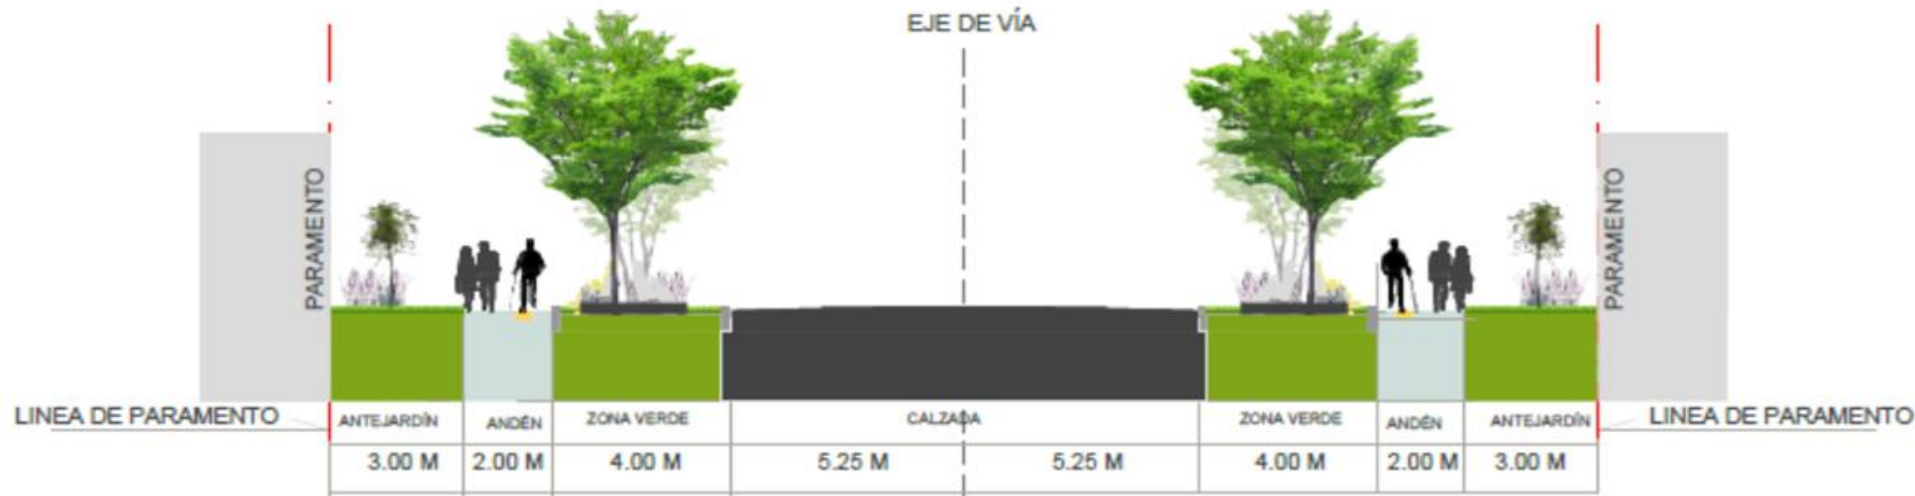 EJE DE VÍA
PARAMENTO
PARAMENTO
LINEA DE PARAMENTO
ANTEJARDÍN
ANDÉN
ZONA VERDE
CALZADA
ZONA VERDE
ANDÉN
ANTEJARDÍN
LINEA DE PARAMENTO
3.00 M
2.00 M
4.00 M
5.25 M
5.25 M
4.00 M
2.00 M
3.00 M